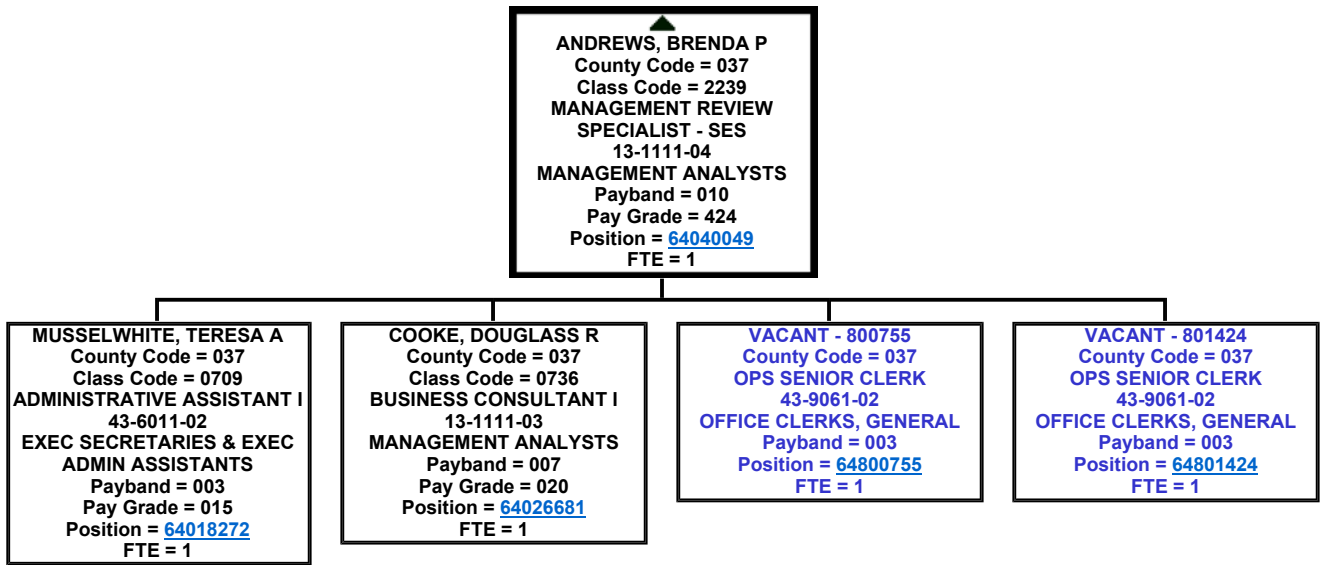 ANDREWS, BRENDA P
County Code = 037
Class Code = 2239
MANAGEMENT REVIEW
SPECIALIST - SES
13-1111-04
MANAGEMENT ANALYSTS
Payband = 010
Pay Grade = 424
Position = 64040049
FTE = 1
MUSSELWHITE, TERESA A
County Code = 037
Class Code = 0709
ADMINISTRATIVE ASSISTANT I
43-6011-02
EXEC SECRETARIES & EXEC
ADMIN ASSISTANTS
Payband = 003
Pay Grade = 015
Position = 64018272
FTE = 1
COOKE, DOUGLASS R
County Code = 037
Class Code = 0736
BUSINESS CONSULTANT I
13-1111-03
MANAGEMENT ANALYSTS
Payband = 007
Pay Grade = 020
Position = 64026681
FTE = 1
VACANT - 800755
County Code = 037
OPS SENIOR CLERK
43-9061-02
OFFICE CLERKS, GENERAL
Payband = 003
Position = 64800755
FTE = 1
VACANT - 801424
County Code = 037
OPS SENIOR CLERK
43-9061-02
OFFICE CLERKS, GENERAL
Payband = 003
Position = 64801424
FTE = 1